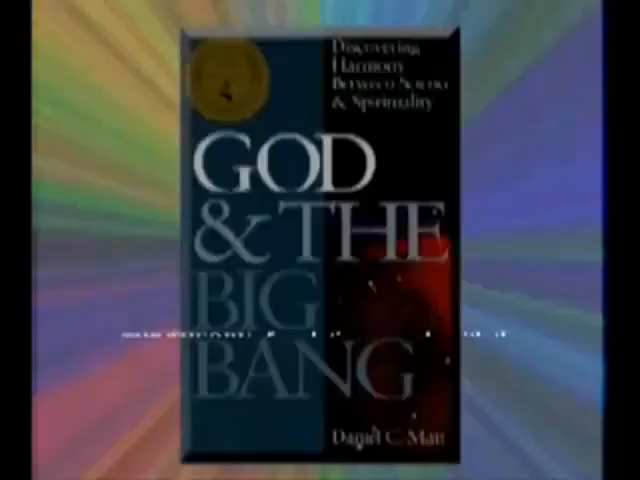 Discovering
Harmony
Between Science
& Spirituality
GOD
& THE
BIG
BANG
Daniel C. Matt